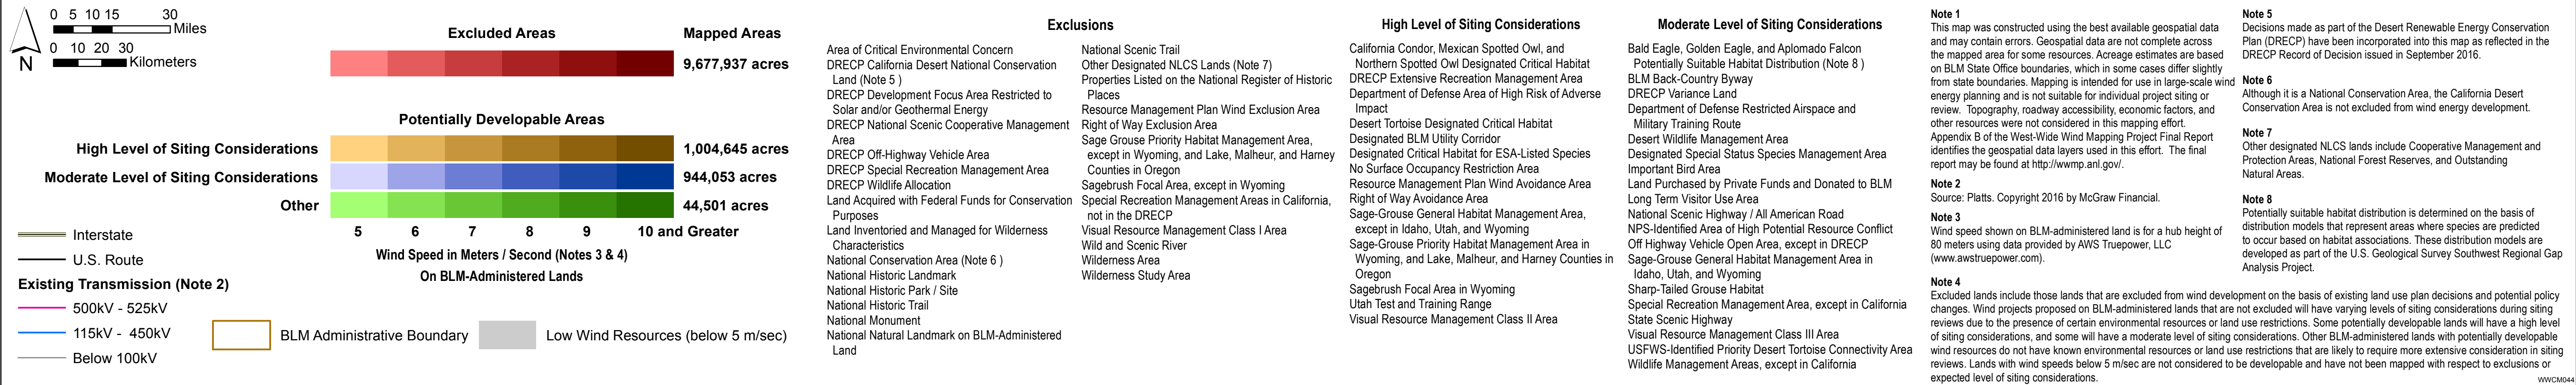 0 5 10 15 30
Miles
0 10 20 30
Kilometers
N
Interstate
U.S. Route
Existing Transmission (Note 2)
500kV - 525kV
115kV - 450kV
Below 100kV
Excluded Areas
Mapped Areas
9,677,937 acres
Potentially Developable Areas
High Level of Siting Considerations
1,004,645 acres
Moderate Level of Siting Considerations
944,053 acres
Other
44,501 acres
5 6 7 8 9 10 and Greater
Wind Speed in Meters / Second (Notes 3 & 4)
On BLM-Administered Lands
BLM Administrative Boundary
Low Wind Resources (below 5 m/sec)
Exclusions
Area of Critical Environmental Concern
DRECP California Desert National Conservation
Land (Note 5 )
DRECP Development Focus Area Restricted to
Solar and/or Geothermal Energy
DRECP National Scenic Cooperative Management
Area
DRECP Off-Highway Vehicle Area
DRECP Special Recreation Management Area
DRECP Wildlife Allocation
Land Acquired with Federal Funds for Conservation
Purposes
Land Inventoried and Managed for Wilderness
Characteristics
National Conservation Area (Note 6 )
National Historic Landmark
National Historic Park / Site
National Historic Trail
National Monument
National Natural Landmark on BLM-Administered
Land
National Scenic Trail
Other Designated NLCS Lands (Note 7)
Properties Listed on the National Register of Historic
Places
Resource Management Plan Wind Exclusion Area
Right of Way Exclusion Area
Sage Grouse Priority Habitat Management Area,
except in Wyoming, and Lake, Malheur, and Harney
Counties in Oregon
Sagebrush Focal Area, except in Wyoming
Special Recreation Management Areas in California,
not in the DRECP
Visual Resource Management Class I Area
Wild and Scenic River
Wilderness Area
Wilderness Study Area
High Level of Siting Considerations
California Condor, Mexican Spotted Owl, and
Northern Spotted Owl Designated Critical Habitat
DRECP Extensive Recreation Management Area
Department of Defense Area of High Risk of Adverse
Impact
Desert Tortoise Designated Critical Habitat
Designated BLM Utility Corridor
Designated Critical Habitat for ESA-Listed Species
No Surface Occupancy Restriction Area
Resource Management Plan Wind Avoidance Area
Right of Way Avoidance Area
Sage-Grouse General Habitat Management Area,
except in Idaho, Utah, and Wyoming
Sage-Grouse Priority Habitat Management Area in
Wyoming, and Lake, Malheur, and Harney Counties in
Oregon
Sagebrush Focal Area in Wyoming
Utah Test and Training Range
Visual Resource Management Class II Area
Moderate Level of Siting Considerations
Bald Eagle, Golden Eagle, and Aplomado Falcon
Potentially Suitable Habitat Distribution (Note 8 )
BLM Back-Country Byway
DRECP Variance Land
Department of Defense Restricted Airspace and
Military Training Route
Desert Wildlife Management Area
Designated Special Status Species Management Area
Important Bird Area
Land Purchased by Private Funds and Donated to BLM
Long Term Visitor Use Area
National Scenic Highway / All American Road
NPS-Identified Area of High Potential Resource Conflict
Off Highway Vehicle Open Area, except in DRECP
Sage-Grouse General Habitat Management Area in
Idaho, Utah, and Wyoming
Sharp-Tailed Grouse Habitat
Special Recreation Management Area, except in California
State Scenic Highway
Visual Resource Management Class III Area
USFWS-Identified Priority Desert Tortoise Connectivity Area
Wildlife Management Areas, except in California
Note 1
This map was constructed using the best available geospatial data
and may contain errors. Geospatial data are not complete across
the mapped area for some resources. Acreage estimates are based
on BLM State Office boundaries, which in some cases differ slightly
from state boundaries. Mapping is intended for use in large-scale wind
energy planning and is not suitable for individual project siting or
review. Topography, roadway accessibility, economic factors, and
other resources were not considered in this mapping effort.
Appendix B of the West-Wide Wind Mapping Project Final Report
identifies the geospatial data layers used in this effort. The final
report may be found at http://wwmp.anl.gov/.
Note 2
Source: Platts. Copyright 2016 by McGraw Financial.
Note 3
Wind speed shown on BLM-administered land is for a hub height of
80 meters using data provided by AWS Truepower, LLC
(www.awstruepower.com).
Note 4
Excluded lands include those lands that are excluded from wind development on the basis of existing land use plan decisions and potential policy
changes. Wind projects proposed on BLM-administered lands that are not excluded will have varying levels of siting considerations during siting
reviews due to the presence of certain environmental resources or land use restrictions. Some potentially developable lands will have a high level
of siting considerations, and some will have a moderate level of siting considerations. Other BLM-administered lands with potentially developable
wind resources do not have known environmental resources or land use restrictions that are likely to require more extensive consideration in siting
reviews. Lands with wind speeds below 5 m/sec are not considered to be developable and have not been mapped with respect to exclusions or
expected level of siting considerations.
Note 5
Decisions made as part of the Desert Renewable Energy Conservation
Plan (DRECP) have been incorporated into this map as reflected in the
DRECP Record of Decision issued in September 2016.
Note 6
Although it is a National Conservation Area, the California Desert
Conservation Area is not excluded from wind energy development.
Note 7
Other designated NLCS lands include Cooperative Management and
Protection Areas, National Forest Reserves, and Outstanding
Natural Areas.
Note 8
Potentially suitable habitat distribution is determined on the basis of
distribution models that represent areas where species are predicted
to occur based on habitat associations. These distribution models are
developed as part of the U.S. Geological Survey Southwest Regional Gap
Analysis Project.
WWCM044